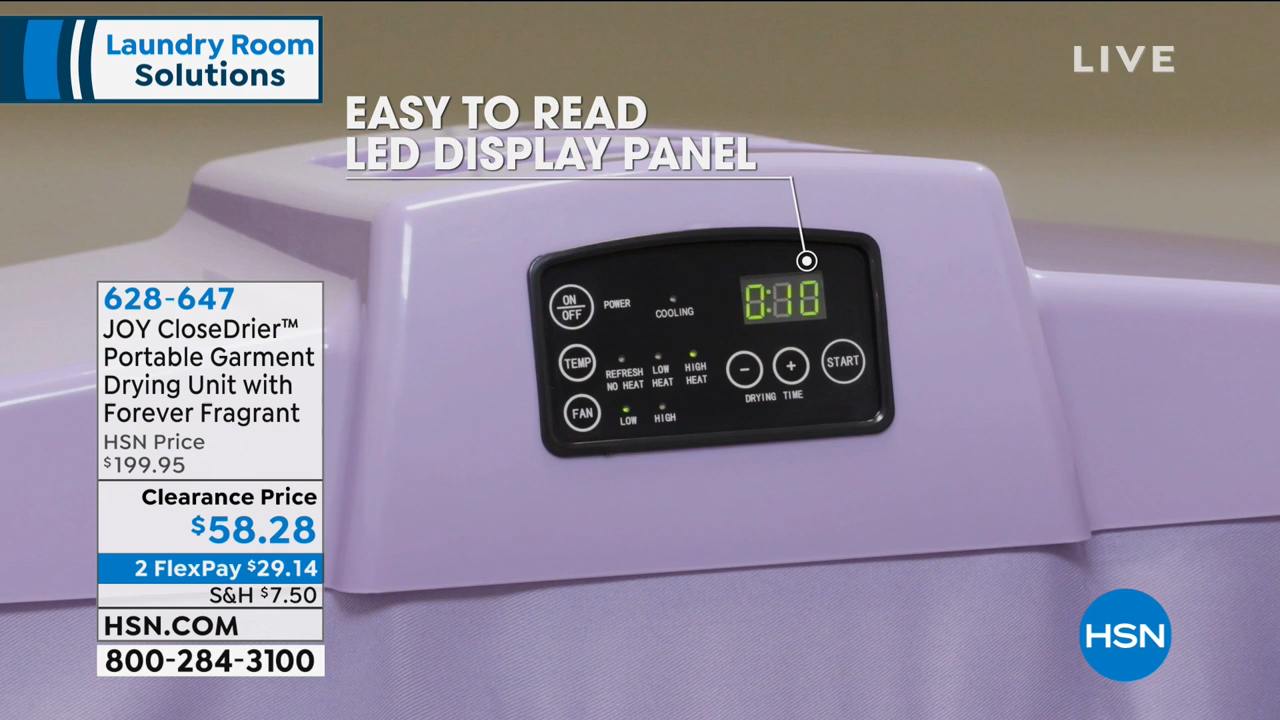 Laundry Room
Solutions
LIVE
EASY TO READ
LED DISPLAY PANEL
ON
OFF
POWER
COOLING
0:10
TEMP
REFRESH
NO HEAT
LOW
HEAT
HIGH
HEAT
FAN
LOW
HIGH
−
+
START
DRYING TIME
628-647
JOY CloseDrier™
Portable Garment
Drying Unit with
Forever Fragrant
HSN Price
$199.95
Clearance Price
$58.28
2 FlexPay $29.14
S&H $7.50
HSN.COM
800-284-3100
HSN